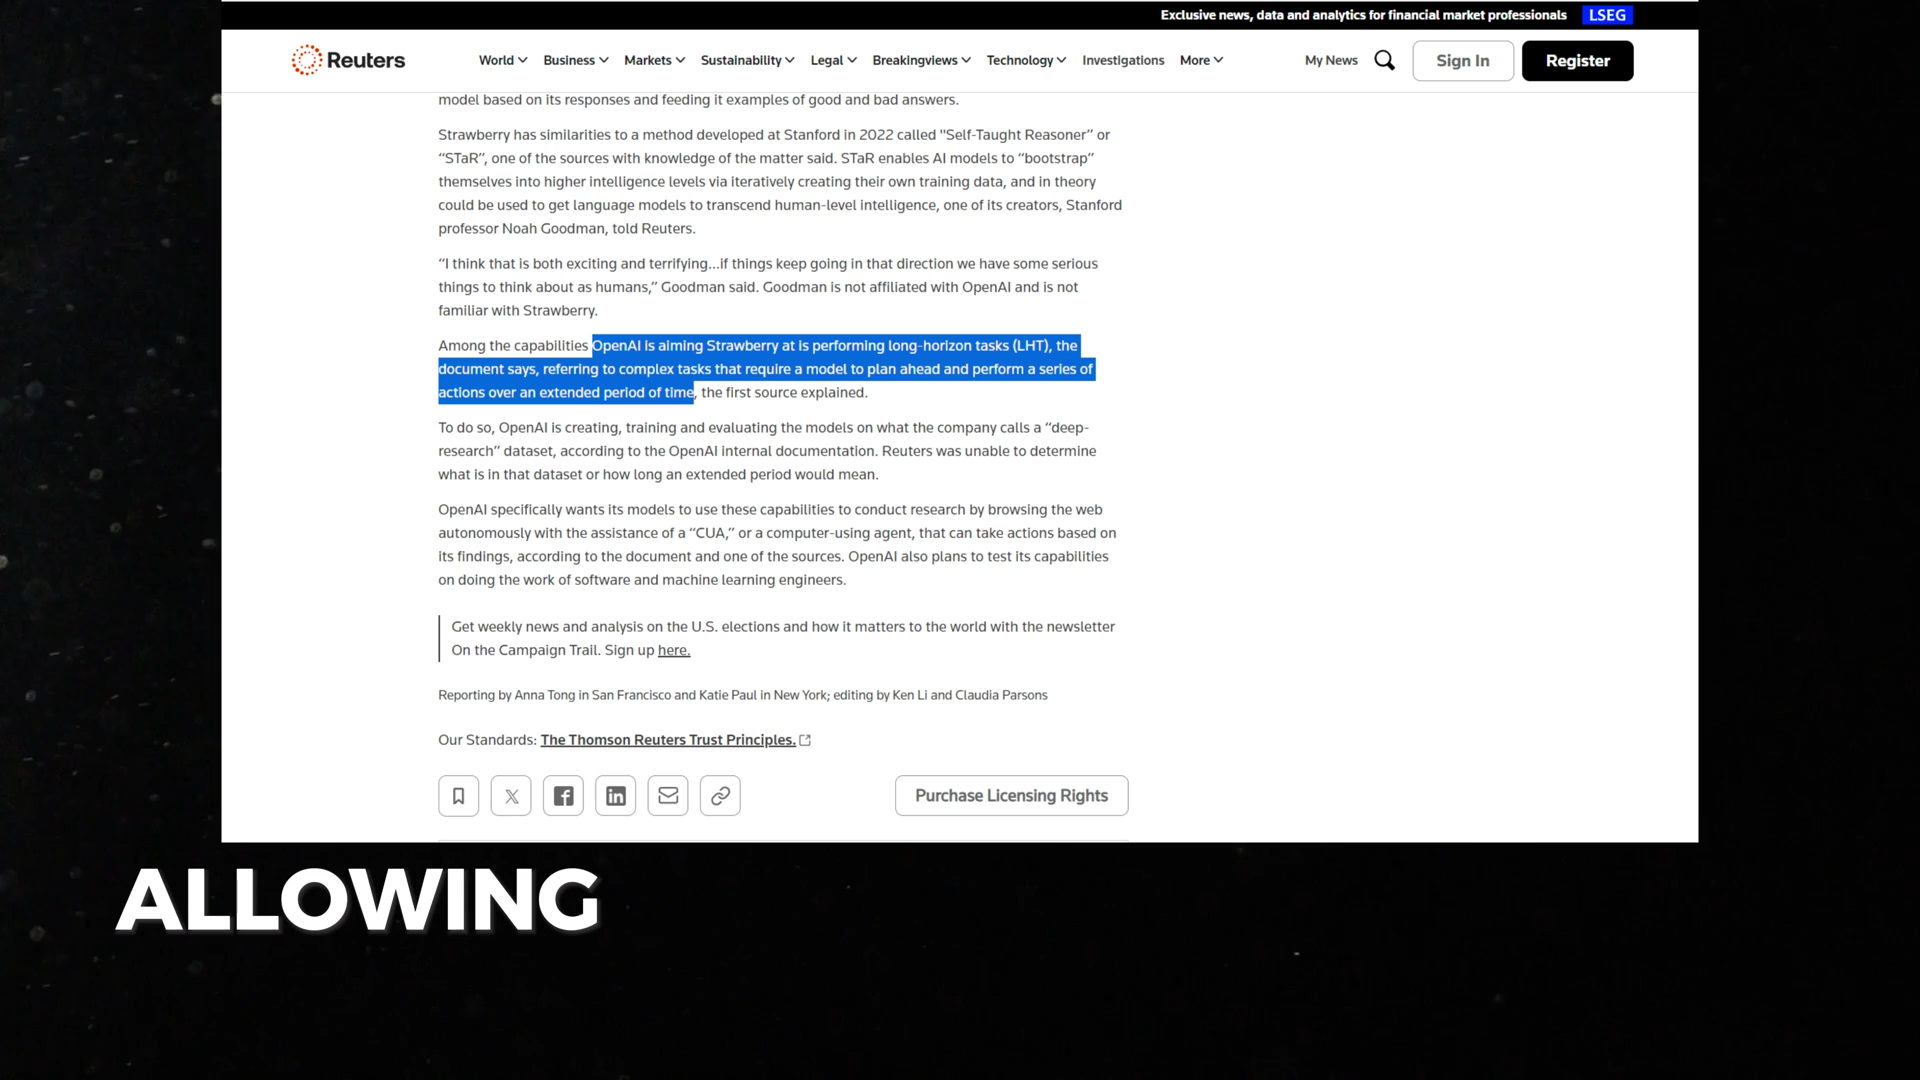 Exclusive news, data and analytics for financial market professionals LSEG
Reuters World Business Markets Sustainability Legal Breakingviews Technology Investigations More My News Sign In Register
model based on its responses and feeding it examples of good and bad answers.
Strawberry has similarities to a method developed at Stanford in 2022 called "Self-Taught Reasoner” or
“STaR”, one of the sources with knowledge of the matter said. STaR enables AI models to “bootstrap”
themselves into higher intelligence levels via iteratively creating their own training data, and in theory
could be used to get language models to transcend human-level intelligence, one of its creators, Stanford
professor Noah Goodman, told Reuters.
“I think that is both exciting and terrifying…if things keep going in that direction we have some serious
things to think about as humans,” Goodman said. Goodman is not affiliated with OpenAI and is not
familiar with Strawberry.
Among the capabilities OpenAI is aiming Strawberry at is performing long-horizon tasks (LHT), the
document says, referring to complex tasks that require a model to plan ahead and perform a series of
actions over an extended period of time, the first source explained.
To do so, OpenAI is creating, training and evaluating the models on what the company calls a “deep-
research” dataset, according to the OpenAI internal documentation. Reuters was unable to determine
what is in that dataset or how long an extended period would mean.
OpenAI specifically wants its models to use these capabilities to conduct research by browsing the web
autonomously with the assistance of a “CUA,” or a computer-using agent, that can take actions based on
its findings, according to the document and one of the sources. OpenAI also plans to test its capabilities
on doing the work of software and machine learning engineers.
Get weekly news and analysis on the U.S. elections and how it matters to the world with the newsletter
On the Campaign Trail. Sign up here.
Reporting by Anna Tong in San Francisco and Katie Paul in New York; editing by Ken Li and Claudia Parsons
Our Standards: The Thomson Reuters Trust Principles.
Purchase Licensing Rights
ALLOWING